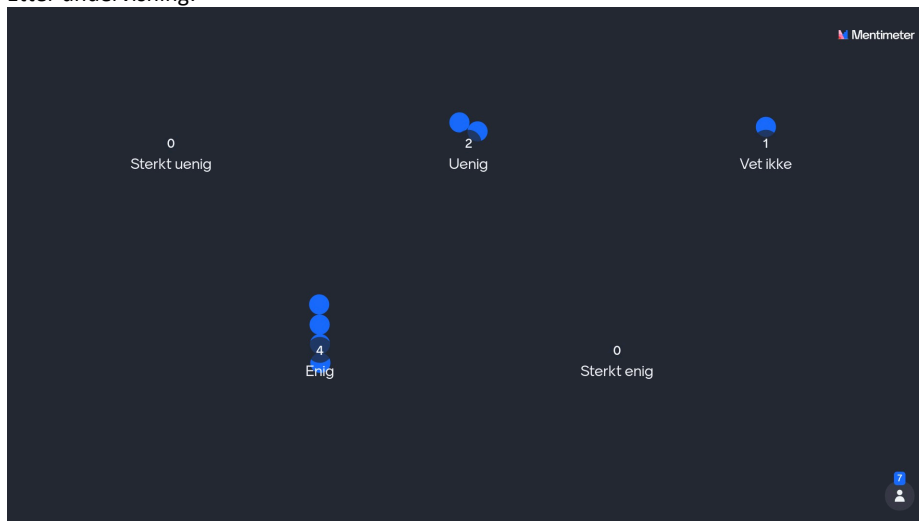 Etter undervisning:
Mentimeter
0
Sterkt uenig
2
Uenig
1
Vet ikke
4
Enig
0
Sterkt enig
7